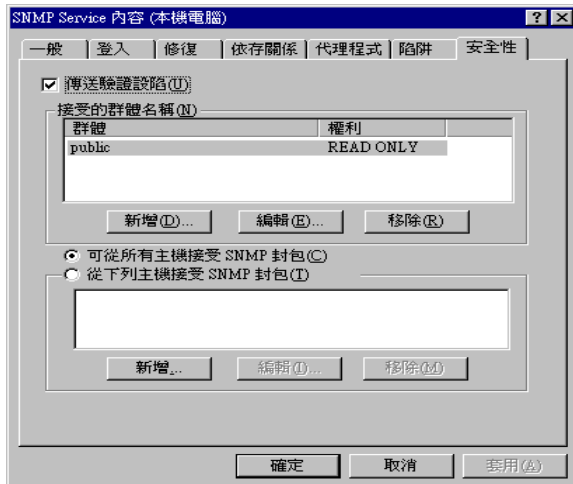 SNMP Service 內容 (本機電腦)
一般 登入 修復 依存關係 代理程式 陷阱 安全性
傳送驗證設陷(U)
接受的群體名稱(N)
群體 權利
public READ ONLY
新增(D)... 編輯(E)... 移除(R)
可從所有主機接受 SNMP 封包(C)
從下列主機接受 SNMP 封包(T)
新增... 編輯(I)... 移除(M)
確定 取消 套用(A)